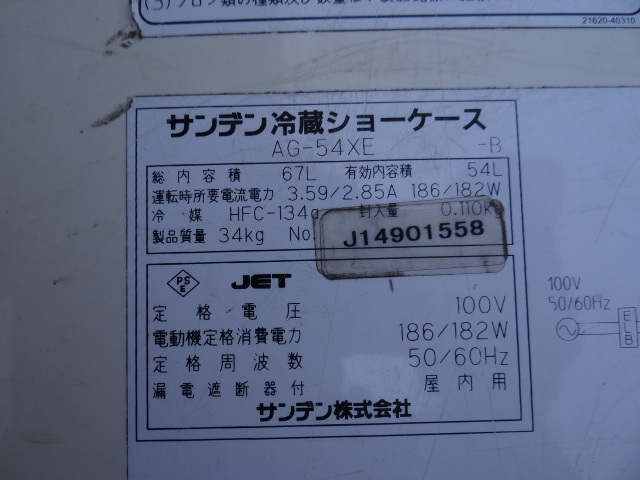 21620-40310
サンデン冷蔵ショーケース
AG-54XE -B
総内容積 67L 有効内容積 54L
運転時所要電流電力 3.59/2.85A 186/182W
冷媒 HFC-134a 封入量 0.110kg
製品質量 34kg No. J14901558
PSE JET
定格電圧 100V
電動機定格消費電力 186/182W
定格周波数 50/60Hz
漏電遮断器付 屋内用
サンデン株式会社
100V
50/60Hz
ELB